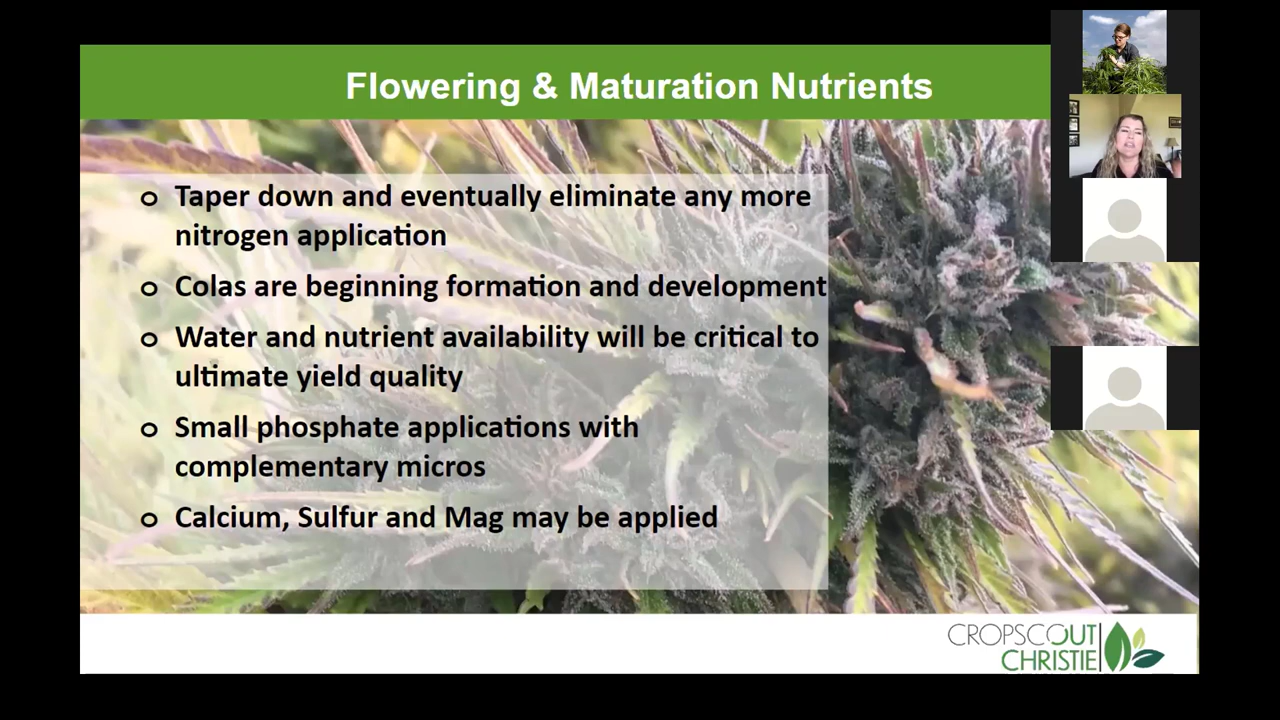 Flowering & Maturation Nutrients
o Taper down and eventually eliminate any more
nitrogen application
o Colas are beginning formation and development
o Water and nutrient availability will be critical to
ultimate yield quality
o Small phosphate applications with
complementary micros
o Calcium, Sulfur and Mag may be applied
CROPSCOUT
CHRISTIE